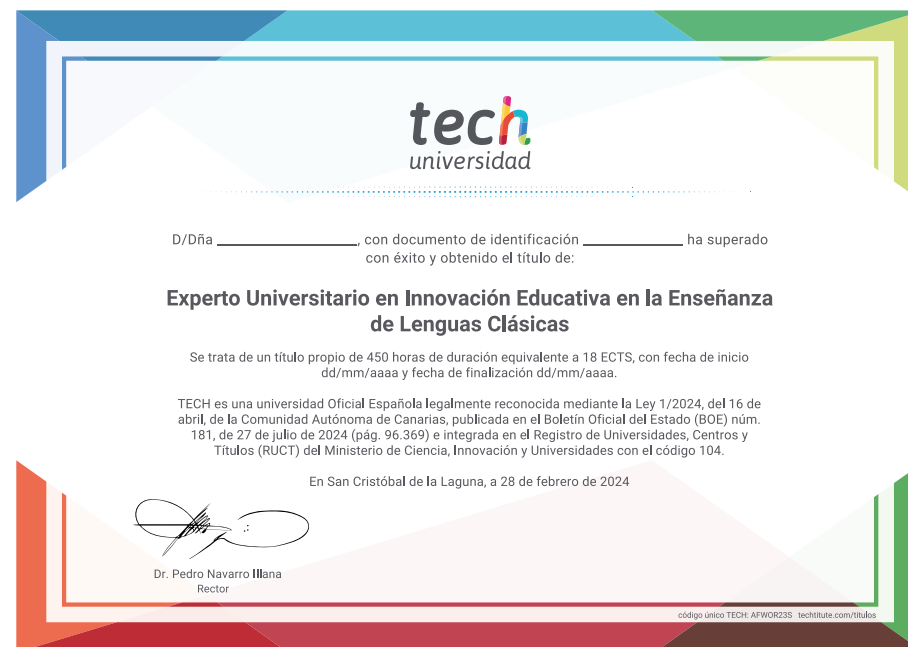 tech
universidad
D/Dña ____________________, con documento de identificación ______________ ha superado
con éxito y obtenido el título de:
Experto Universitario en Innovación Educativa en la Enseñanza
de Lenguas Clásicas
Se trata de un título propio de 450 horas de duración equivalente a 18 ECTS, con fecha de inicio
dd/mm/aaaa y fecha de finalización dd/mm/aaaa.
TECH es una universidad Oficial Española legalmente reconocida mediante la Ley 1/2024, del 16 de
abril, de la Comunidad Autónoma de Canarias, publicada en el Boletín Oficial del Estado (BOE) núm.
181, de 27 de julio de 2024 (pág. 96.369) e integrada en el Registro de Universidades, Centros y
Títulos (RUCT) del Ministerio de Ciencia, Innovación y Universidades con el código 104.
En San Cristóbal de la Laguna, a 28 de febrero de 2024
Dr. Pedro Navarro Illana
Rector
código único TECH: AFWOR23S techtitute.com/titulos